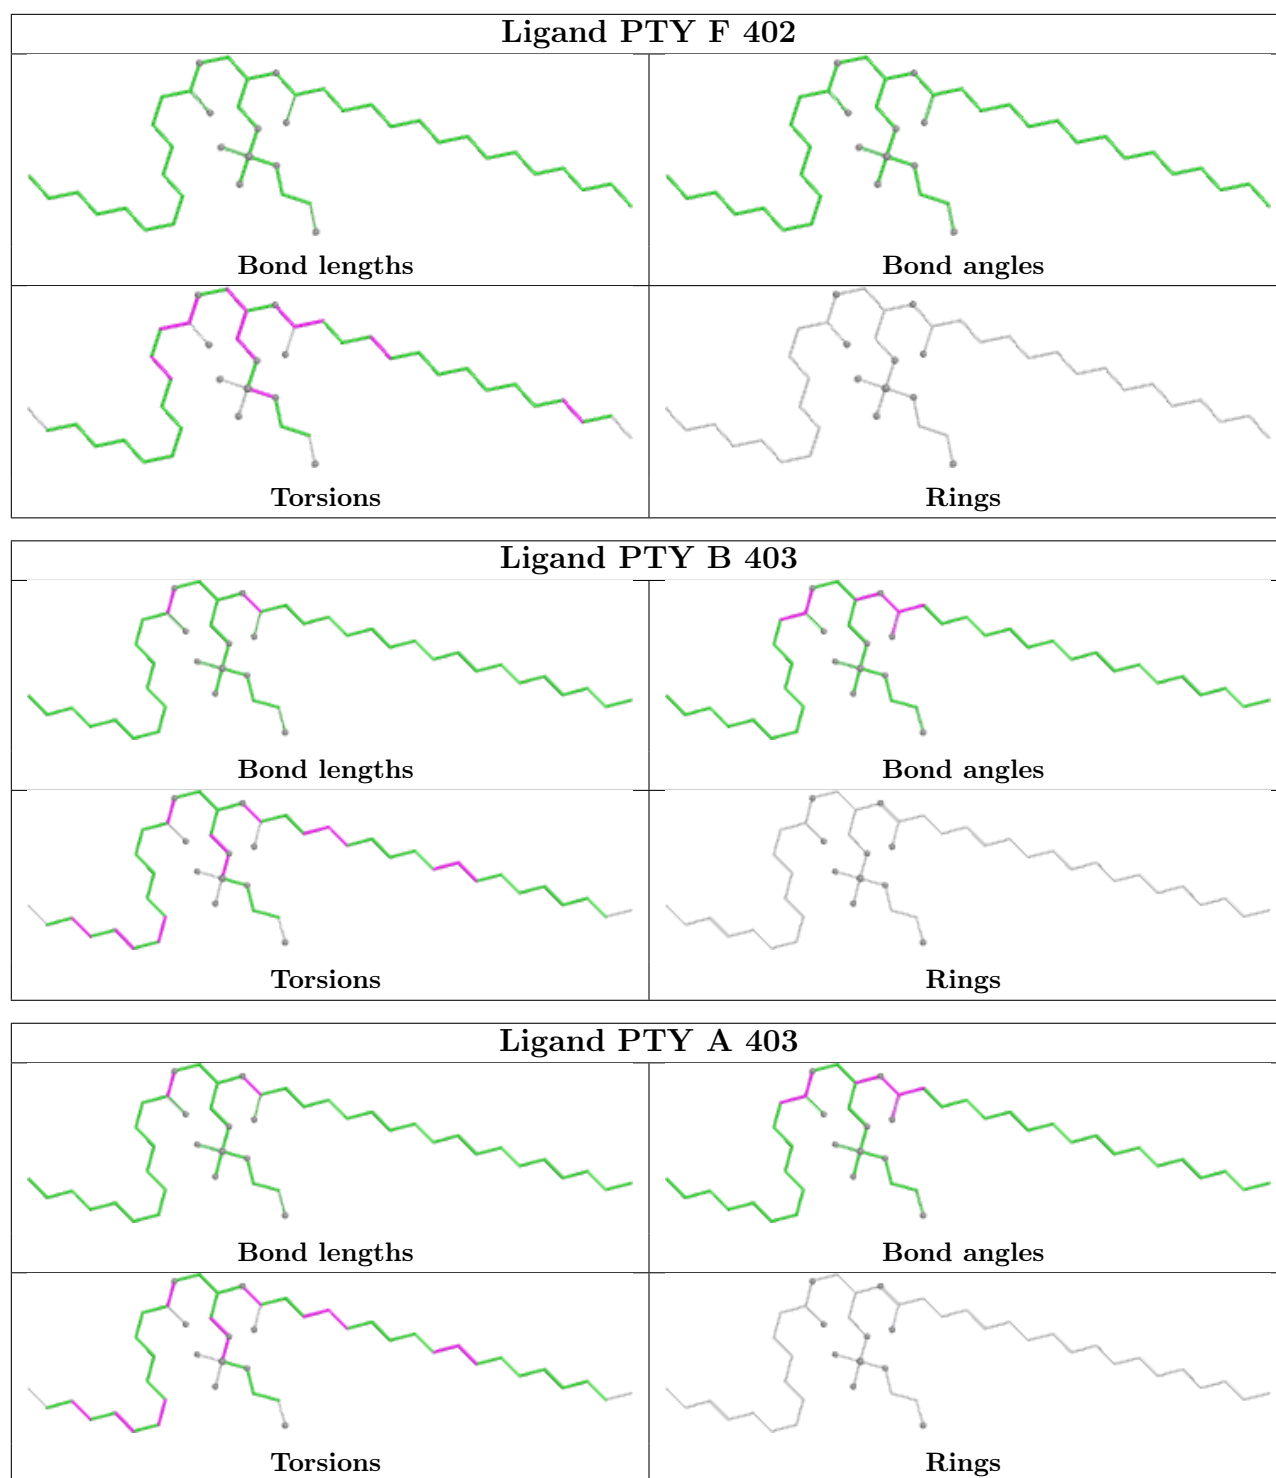 Ligand PTY F 402
Bond lengths
Bond angles
Torsions
Rings
Ligand PTY B 403
Bond lengths
Bond angles
Torsions
Rings
Ligand PTY A 403
Bond lengths
Bond angles
Torsions
Rings